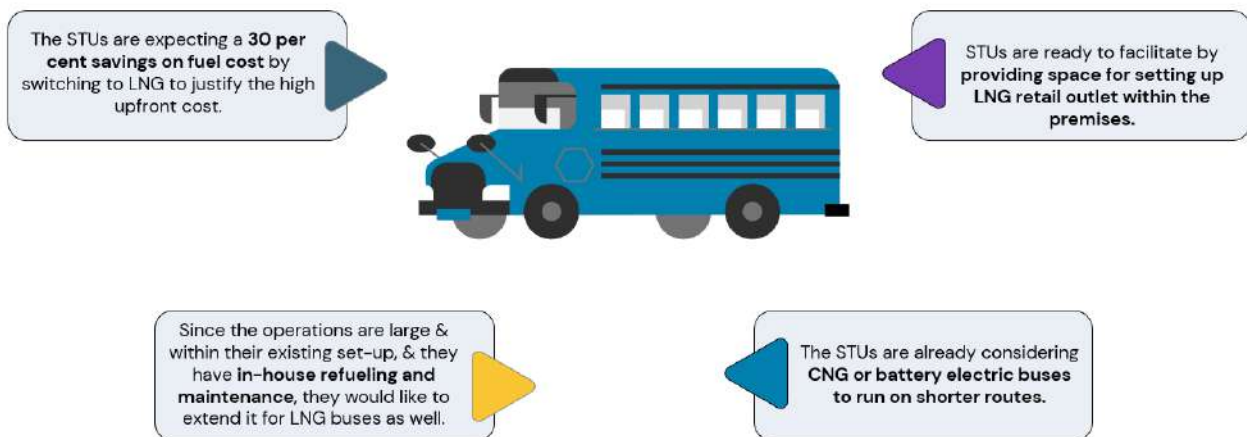 The STUs are expecting a 30 per
cent savings on fuel cost by
switching to LNG to justify the high
upfront cost.
STUs are ready to facilitate by
providing space for setting up
LNG retail outlet within the
premises.
Since the operations are large &
within their existing set-up, & they
have in-house refueling and
maintenance, they would like to
extend it for LNG buses as well.
The STUs are already considering
CNG or battery electric buses
to run on shorter routes.